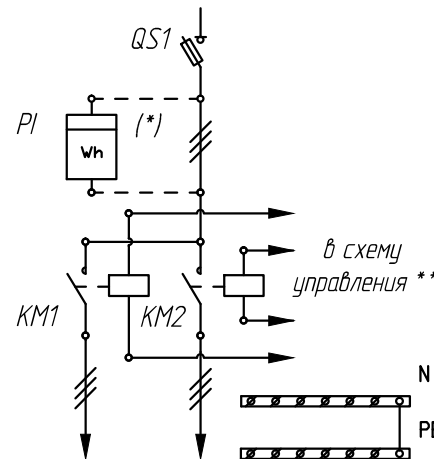 QS1
PI
(*)
Wh
в схему
управления **
KM1
KM2
N
PE